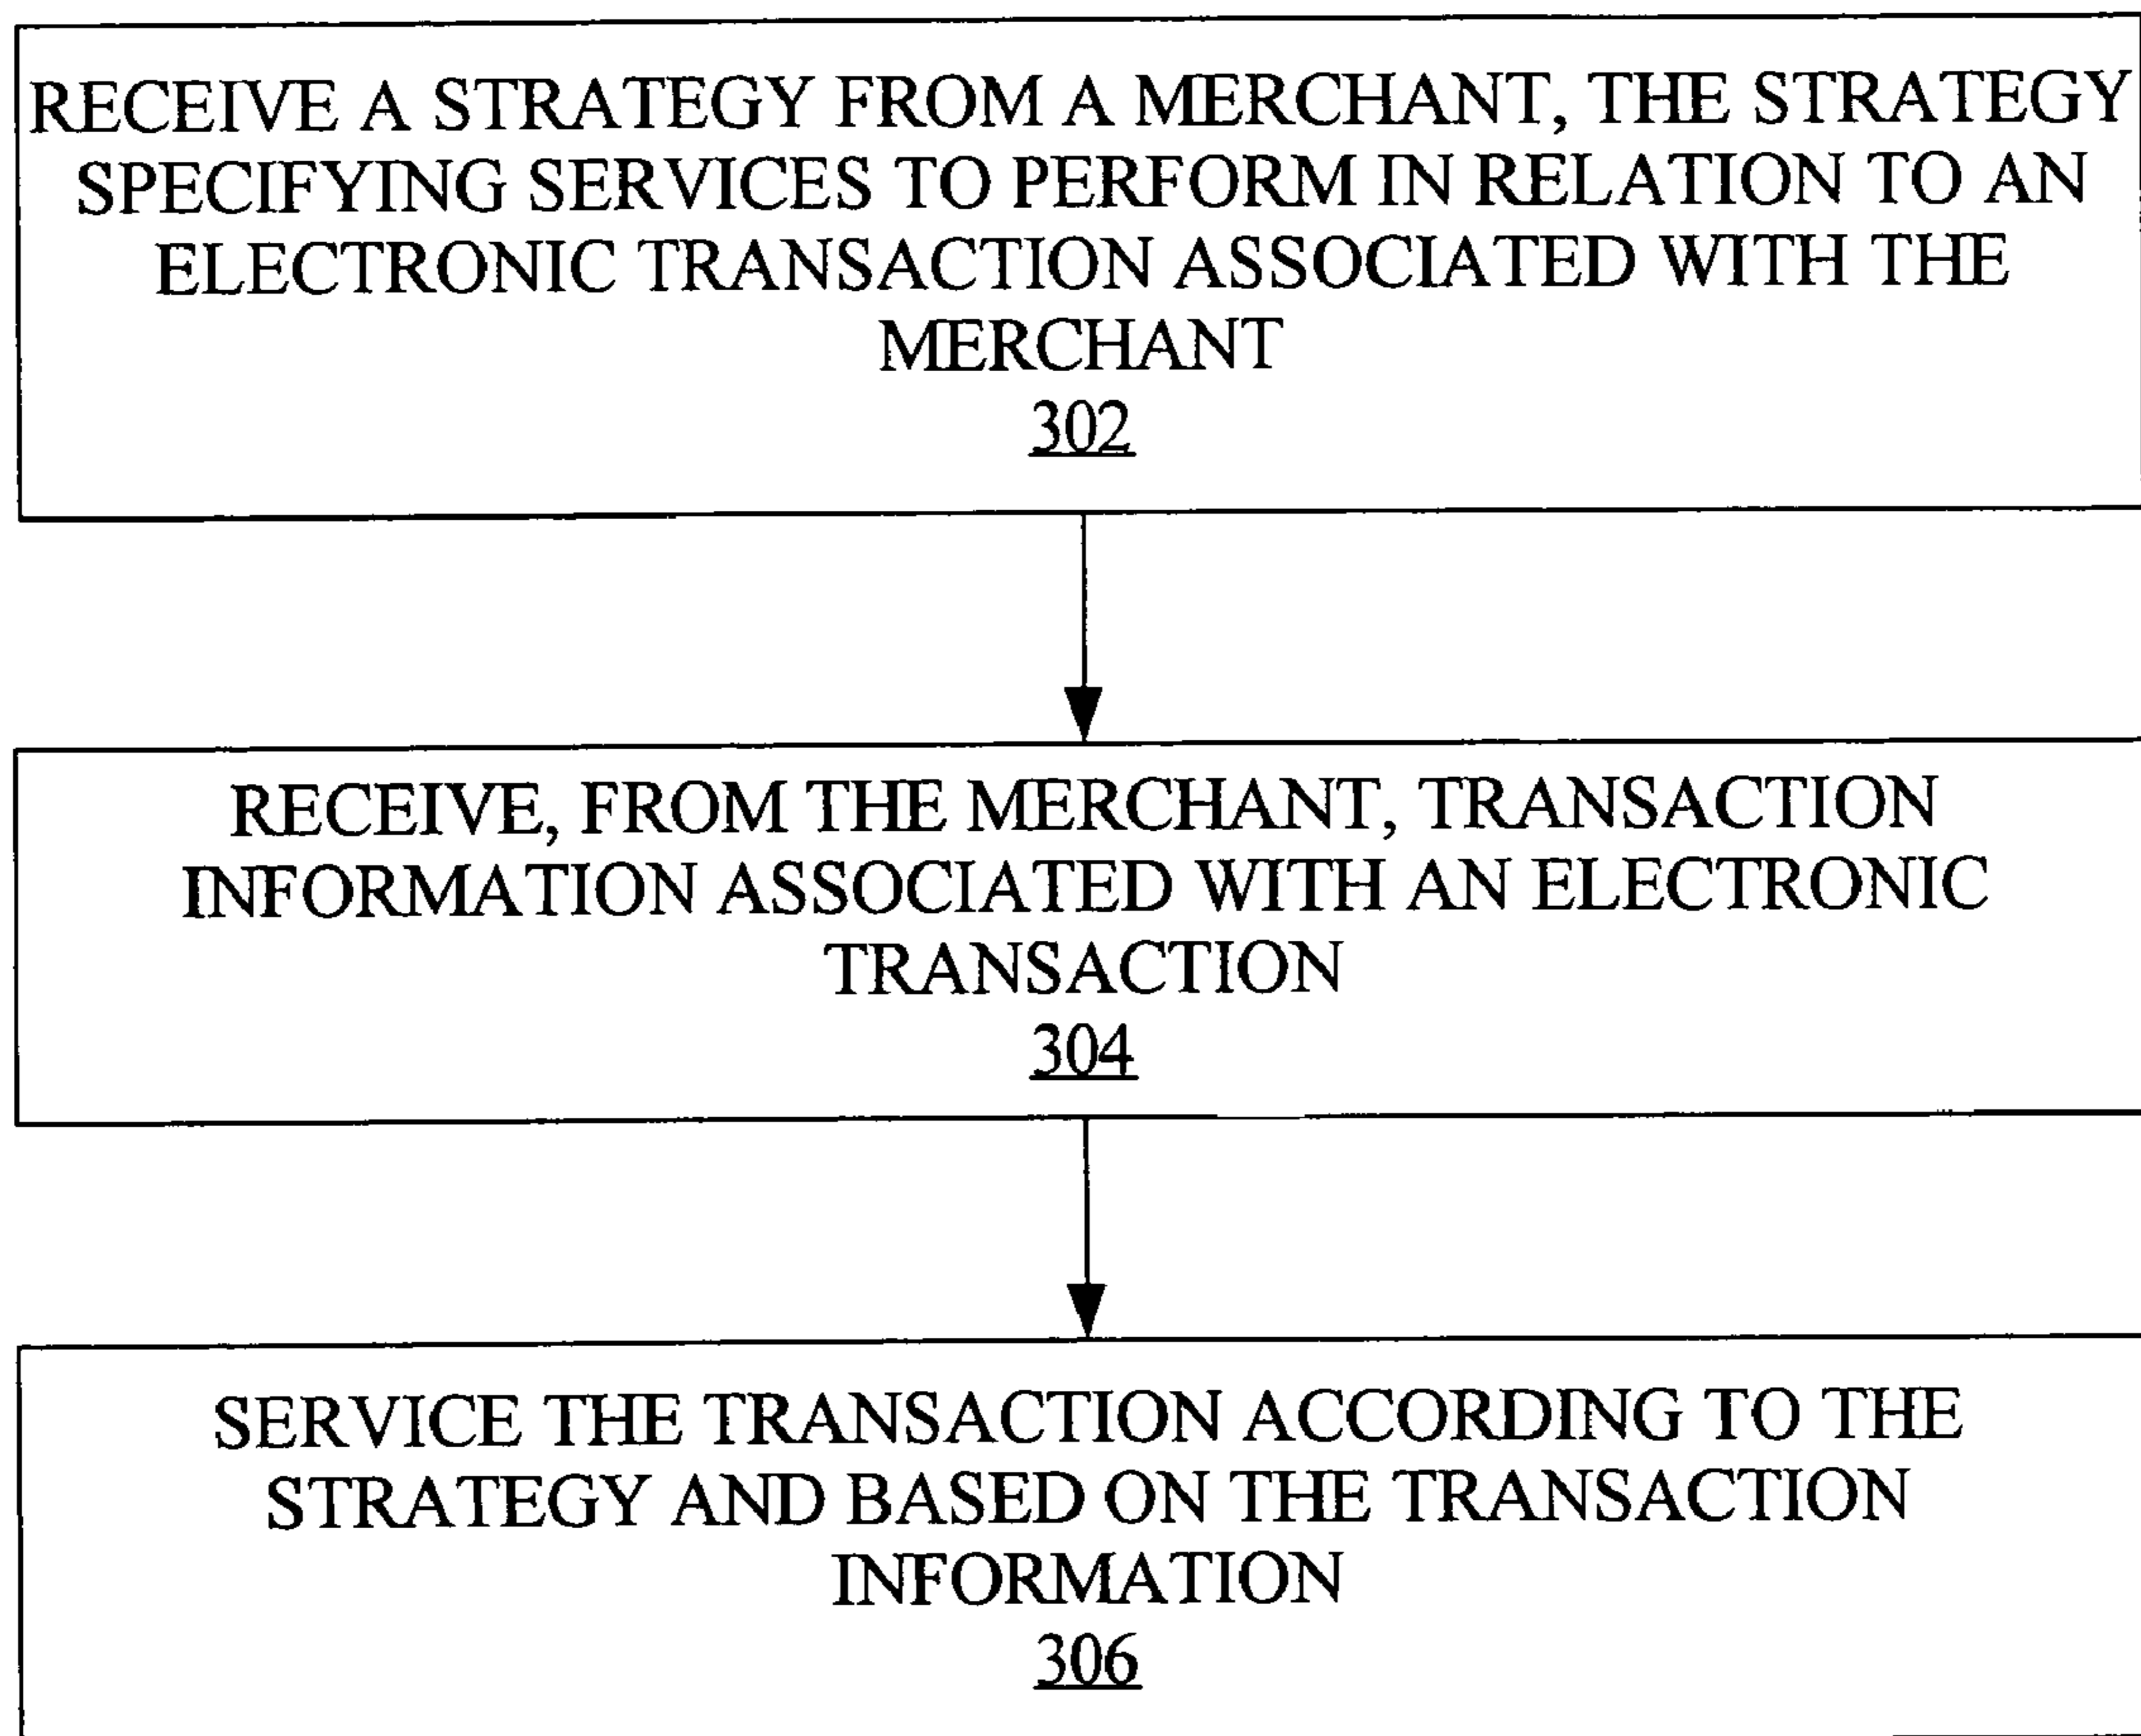 RECEIVE A STRATEGY FROM A MERCHANT, THE STRATEGY
SPECIFYING SERVICES TO PERFORM IN RELATION TO AN
ELECTRONIC TRANSACTION ASSOCIATED WITH THE
MERCHANT
302
RECEIVE, FROM THE MERCHANT, TRANSACTION
INFORMATION ASSOCIATED WITH AN ELECTRONIC
TRANSACTION
304
SERVICE THE TRANSACTION ACCORDING TO THE
STRATEGY AND BASED ON THE TRANSACTION
INFORMATION
306